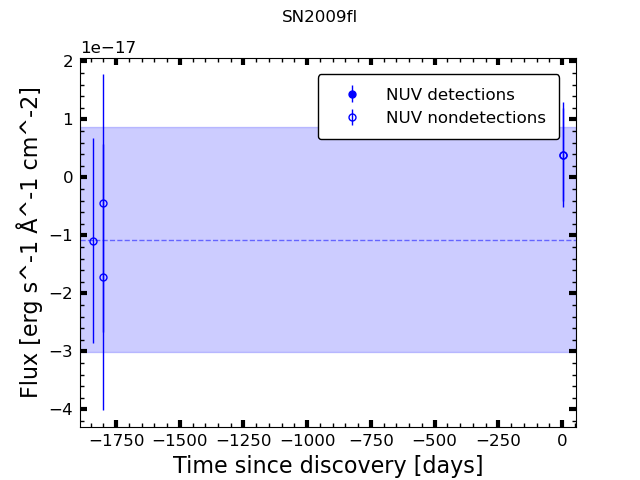 SN2009fl
1e−17
2
1
0
−1
−2
−3
−4
Flux [erg s^-1 Å^-1 cm^-2]
NUV detections
NUV nondetections
−1750 −1500 −1250 −1000 −750 −500 −250 0
Time since discovery [days]